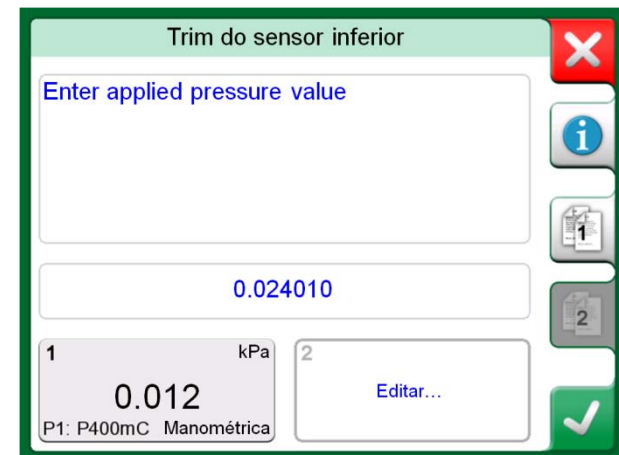 Trim do sensor inferior
Enter applied pressure value
0.024010
1 kPa
0.012
P1: P400mC Manométrica
2
Editar...
i
1
2